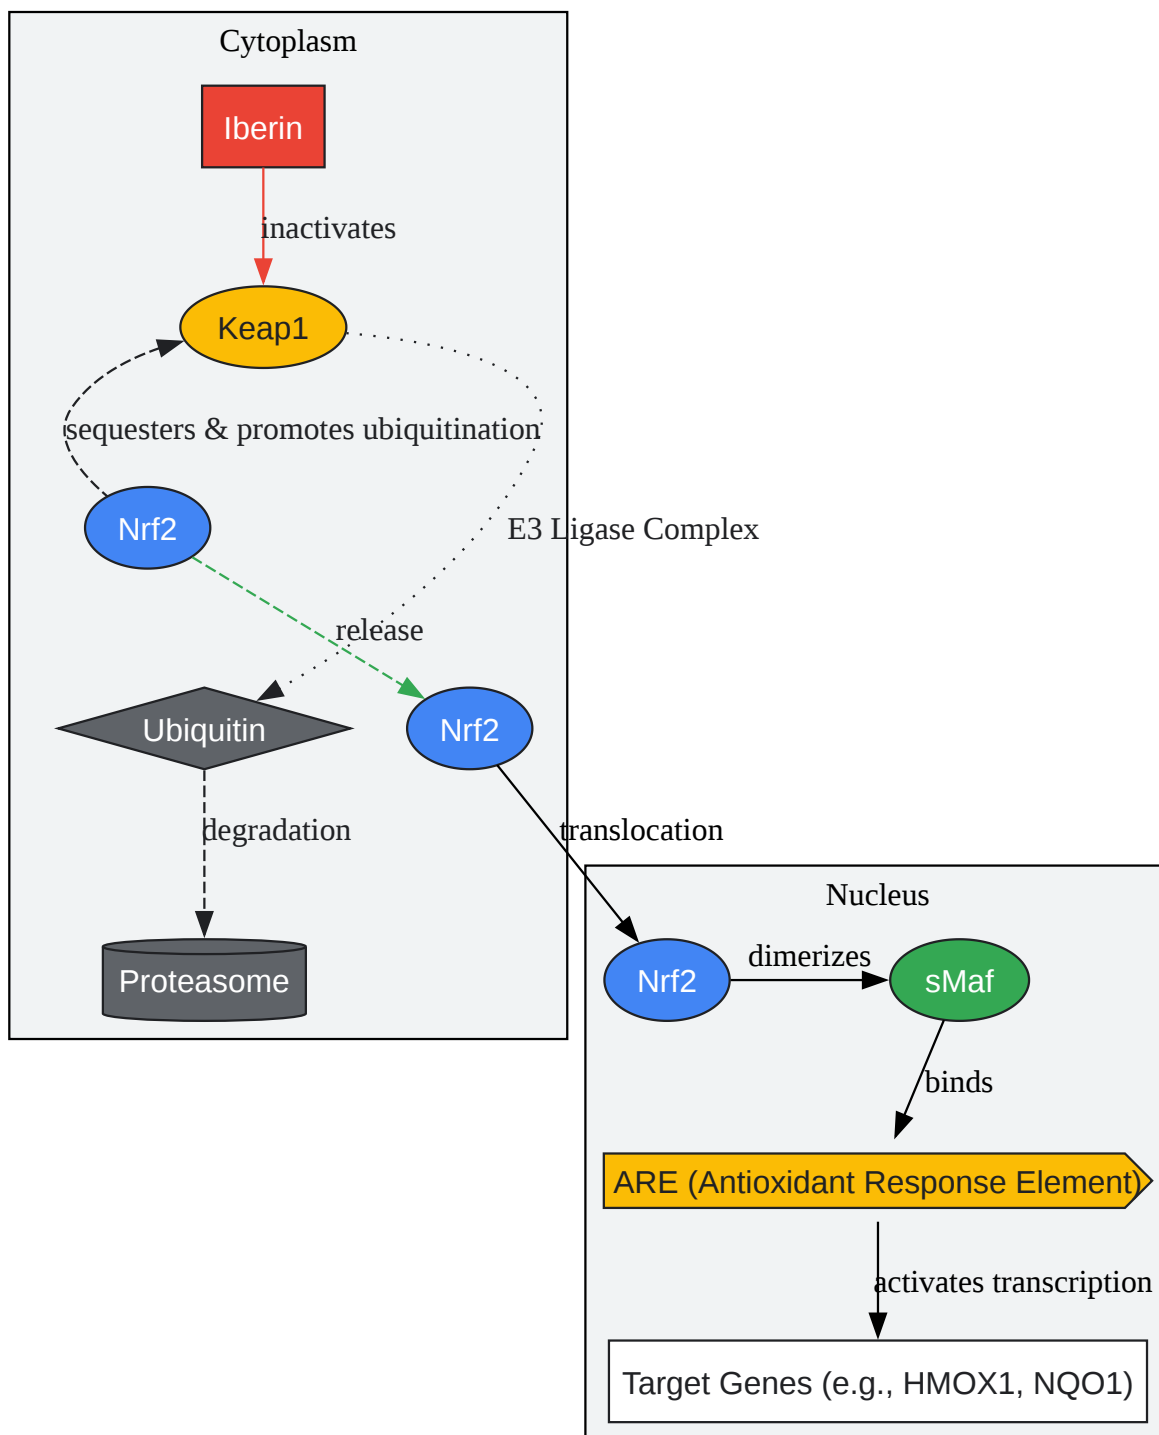 Cytoplasm
Iberin
inactivates
Keap1
sequesters & promotes ubiquitination
Nrf2
E3 Ligase Complex
release
Ubiquitin
Nrf2
degradation
translocation
Nucleus
Proteasome
Nrf2
dimerizes
sMaf
binds
ARE (Antioxidant Response Element)
activates transcription
Target Genes (e.g., HMOX1, NQO1)